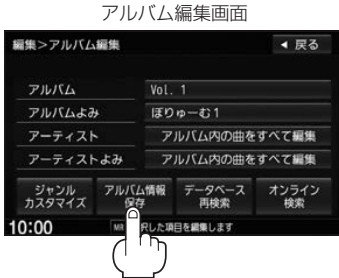 アルバム編集画面
編集>アルバム編集
◀ 戻る
アルバム
Vol. 1
アルバムよみ
ぼりゅーむ1
アーティスト
アルバム内の曲をすべて編集
アーティストよみ
アルバム内の曲をすべて編集
ジャンル
カスタマイズ
アルバム情報
保存
データベース
再検索
オンライン
検索
10:00
Rした項目を編集します